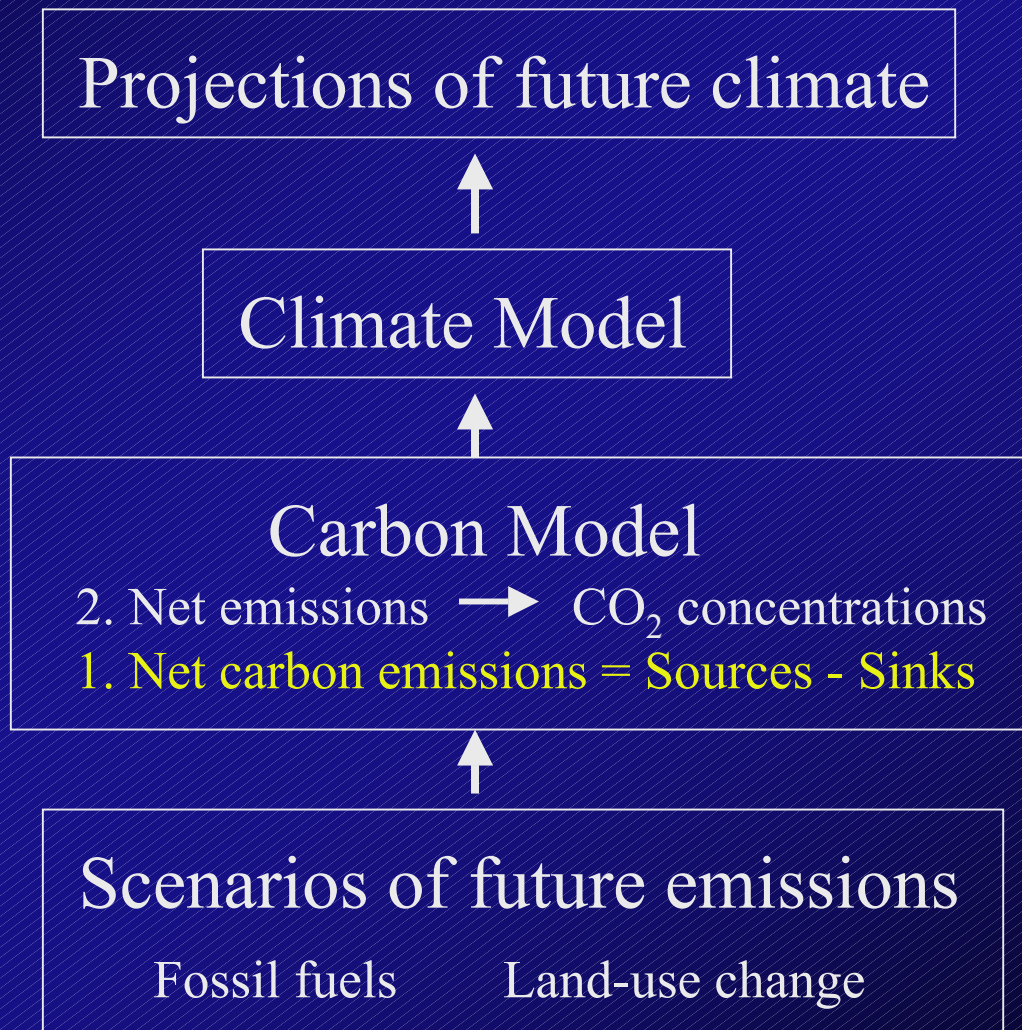 Projections of future climate
Climate Model
Carbon Model
2. Net emissions → CO₂ concentrations
1. Net carbon emissions = Sources - Sinks
Scenarios of future emissions
Fossil fuels Land-use change